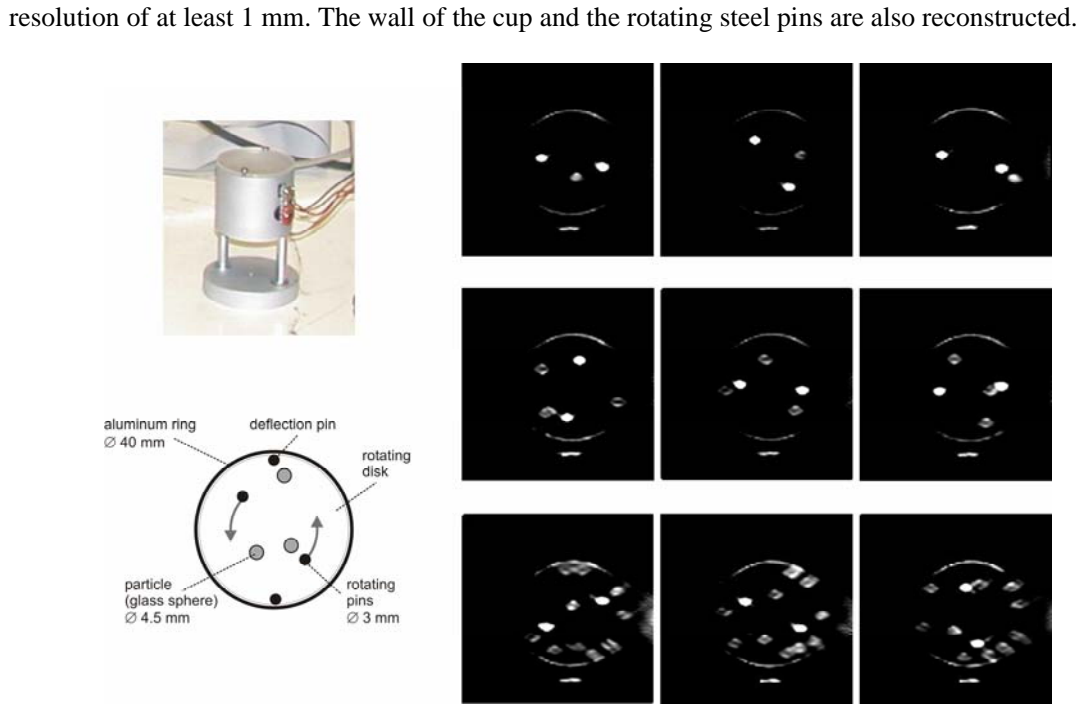 resolution of at least 1 mm. The wall of the cup and the rotating steel pins are also reconstructed.
aluminum ring
∅ 40 mm
deflection pin
rotating
disk
particle
(glass sphere)
∅ 4.5 mm
rotating
pins
∅ 3 mm